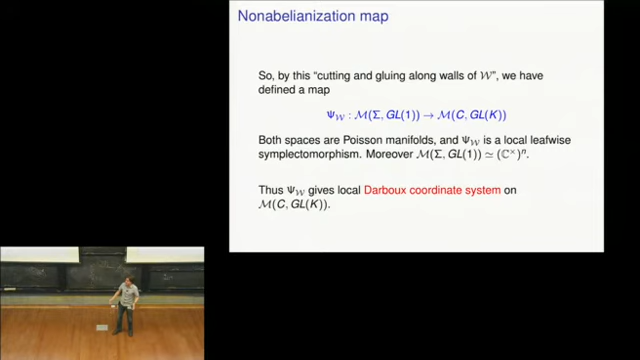 Nonabelianization map
So, by this “cutting and gluing along walls of 𝒲”, we have
defined a map
Ψ_𝒲 : ℳ(Σ, GL(1)) → ℳ(C, GL(K))
Both spaces are Poisson manifolds, and Ψ_𝒲 is a local leafwise
symplectomorphism. Moreover ℳ(Σ, GL(1)) ≃ (ℂ^×)^n.
Thus Ψ_𝒲 gives local Darboux coordinate system on
ℳ(C, GL(K)).